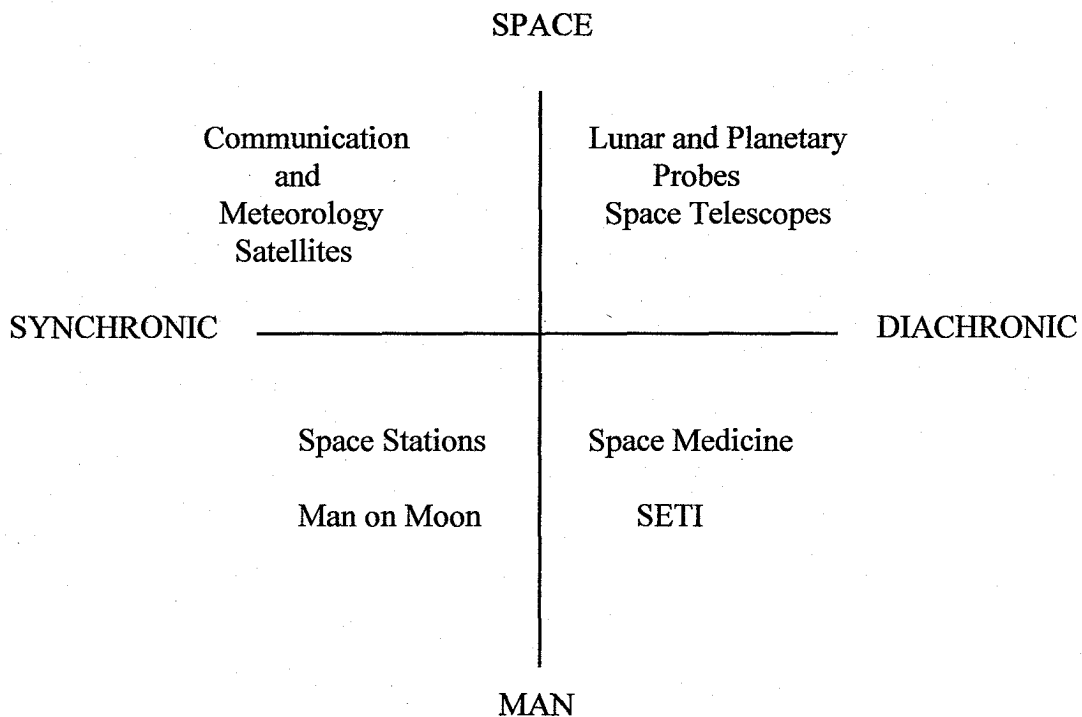 SPACE
Communication
and
Meteorology
Satellites
Lunar and Planetary
Probes
Space Telescopes
SYNCHRONIC
DIACHRONIC
Space Stations
Man on Moon
Space Medicine
SETI
MAN